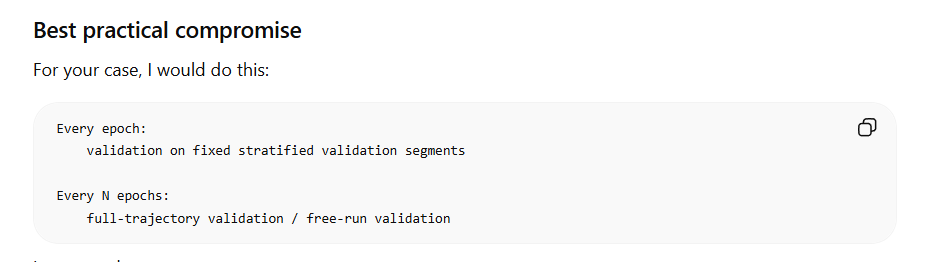 Best practical compromise
For your case, I would do this:
Every epoch:
validation on fixed stratified validation segments
Every N epochs:
full-trajectory validation / free-run validation